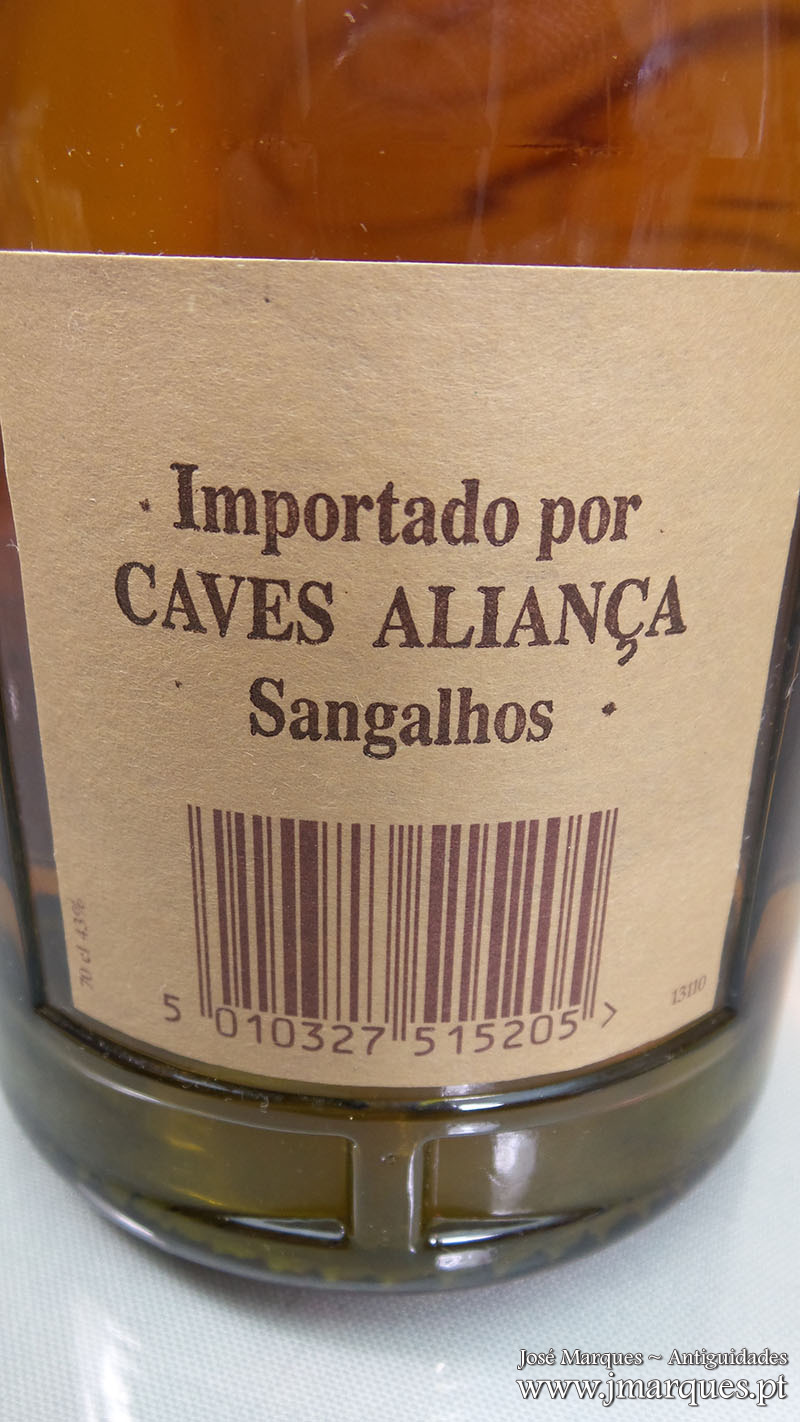 Importado por
CAVES ALIANÇA
Sangalhos
70 cl 43%
5 010327 515205 >
13110
José Marques ~ Antiguidades
www.jmarques.pt